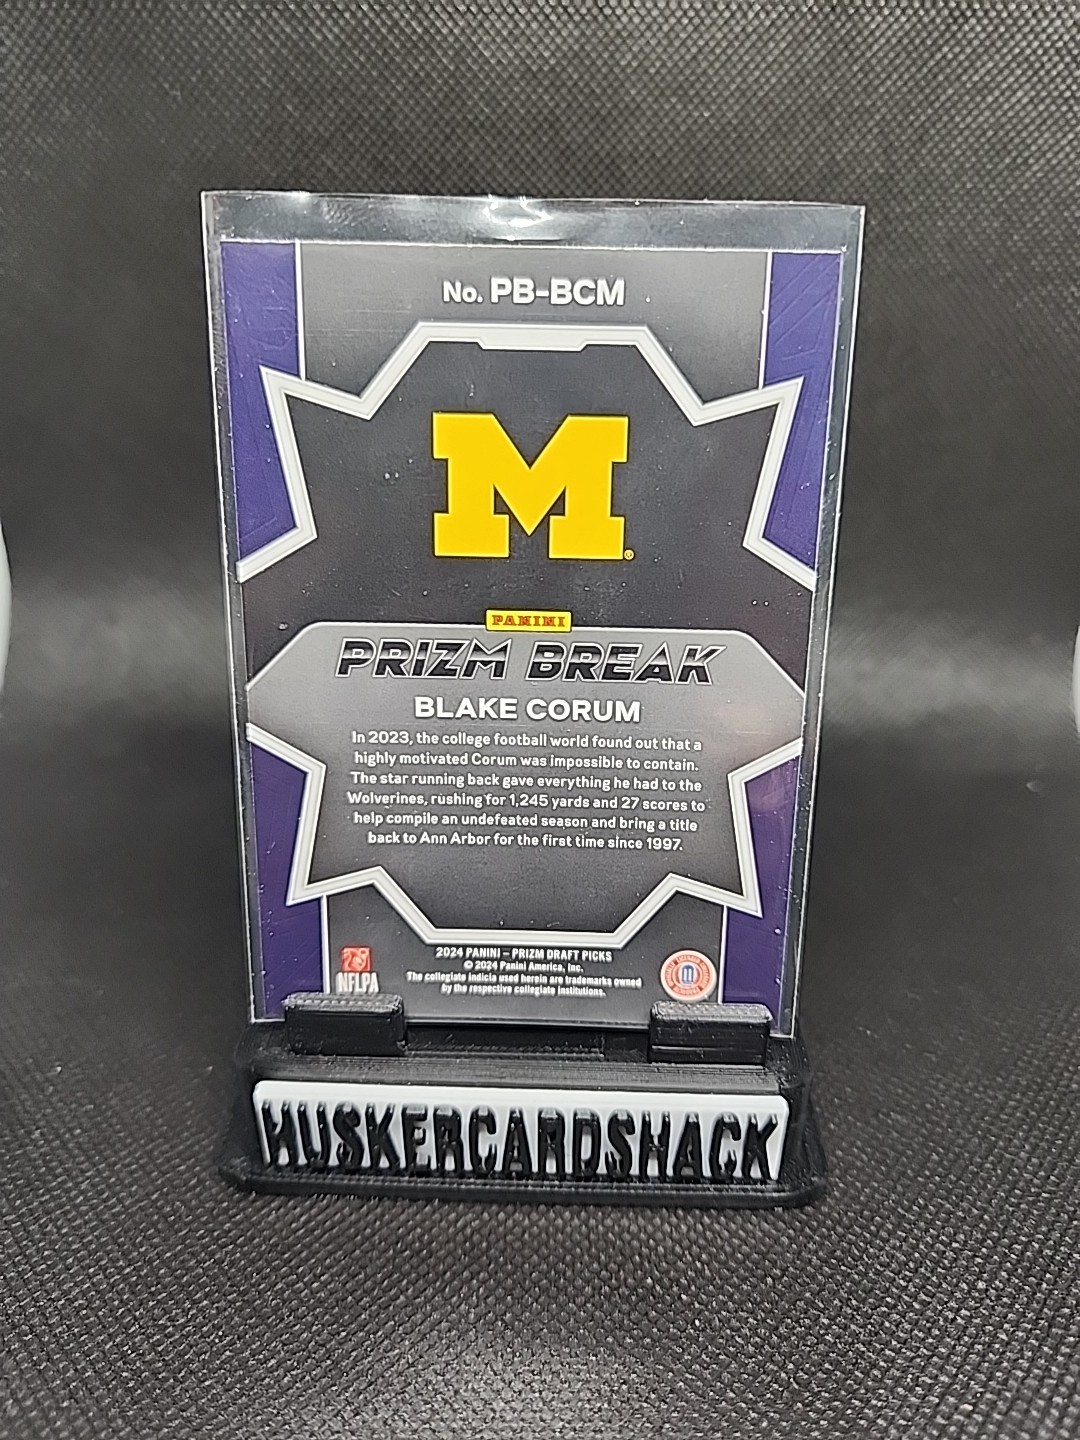 No. PB-BCM
M
®
PANINI
PRIZM BREAK
BLAKE CORUM
In 2023, the college football world found out that a
highly motivated Corum was impossible to contain.
The star running back gave everything he had to the
Wolverines, rushing for 1,245 yards and 27 scores to
help compile an undefeated season and bring a title
back to Ann Arbor for the first time since 1997.
2024 PANINI – PRIZM DRAFT PICKS
© 2024 Panini America, Inc.
The collegiate indicia used herein are trademarks owned
by the respective collegiate institutions.
NFLPA
HUSKERCARDSHACK